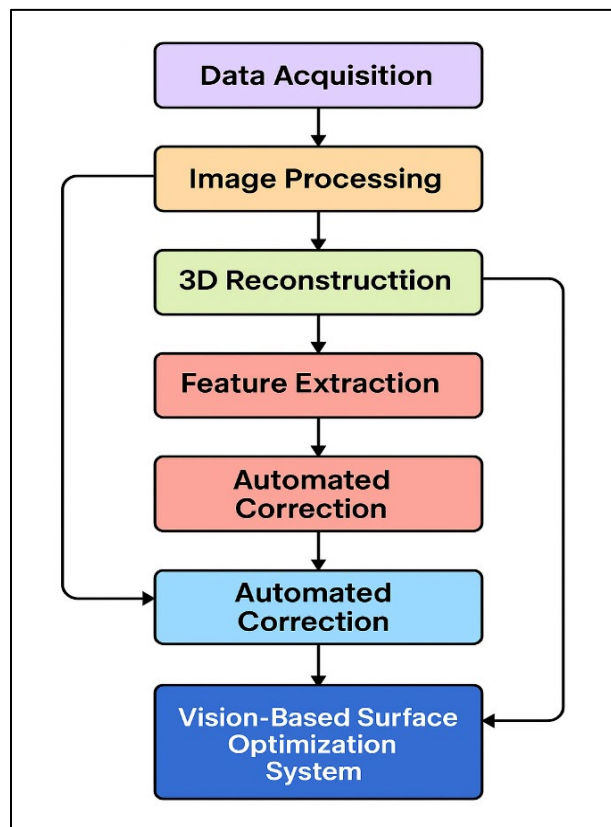 Data Acquisition
Image Processing
3D Reconstructtion
Feature Extraction
Automated
Correction
Automated
Correction
Vision-Based Surface
Optimization
System